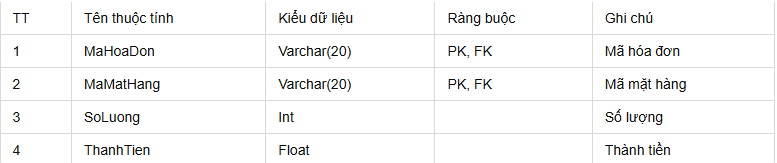 TT Tên thuộc tính Kiểu dữ liệu Ràng buộc Ghi chú
1 MaHoaDon Varchar(20) PK, FK Mã hóa đơn
2 MaMatHang Varchar(20) PK, FK Mã mặt hàng
3 SoLuong Int Số lượng
4 ThanhTien Float Thành tiền